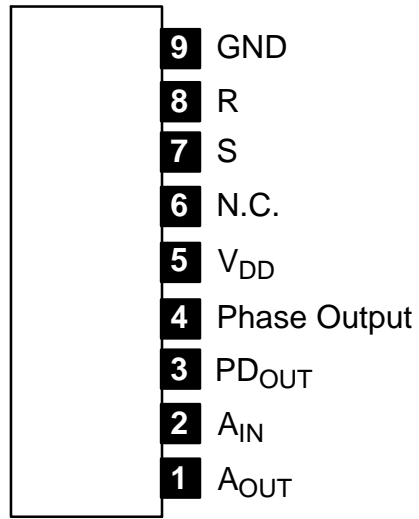 9 GND
8 R
7 S
6 N.C.
5 VDD
4 Phase Output
3 PDOUT
2 AIN
1 AOUT